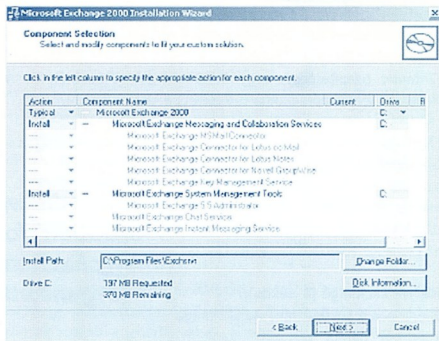 Microsoft Exchange 2000 Installation Wizard
Component Selection
Select and modify components to fit your custom solution.
Click in the left column to specify the appropriate action for each component.
Action Component Name Current Drive R
Typical Microsoft Exchange 2000 C:
Install Microsoft Exchange Messaging and Collaboration Services C:
---- Microsoft Exchange MSMail Connector
---- Microsoft Exchange Connector for Lotus cc:Mail
---- Microsoft Exchange Connector for Lotus Notes
---- Microsoft Exchange Connector for Novell GroupWise
---- Microsoft Exchange Key Management Service
Install Microsoft Exchange System Management Tools C:
---- Microsoft Exchange 5.5 Administrator
---- Microsoft Exchange Chat Service
---- Microsoft Exchange Instant Messaging Service
Install Path: C:\Program Files\Exchsrvr Change Folder...
Drive C: 197 MB Requested Disk Information...
370 MB Remaining
< Back Next > Cancel